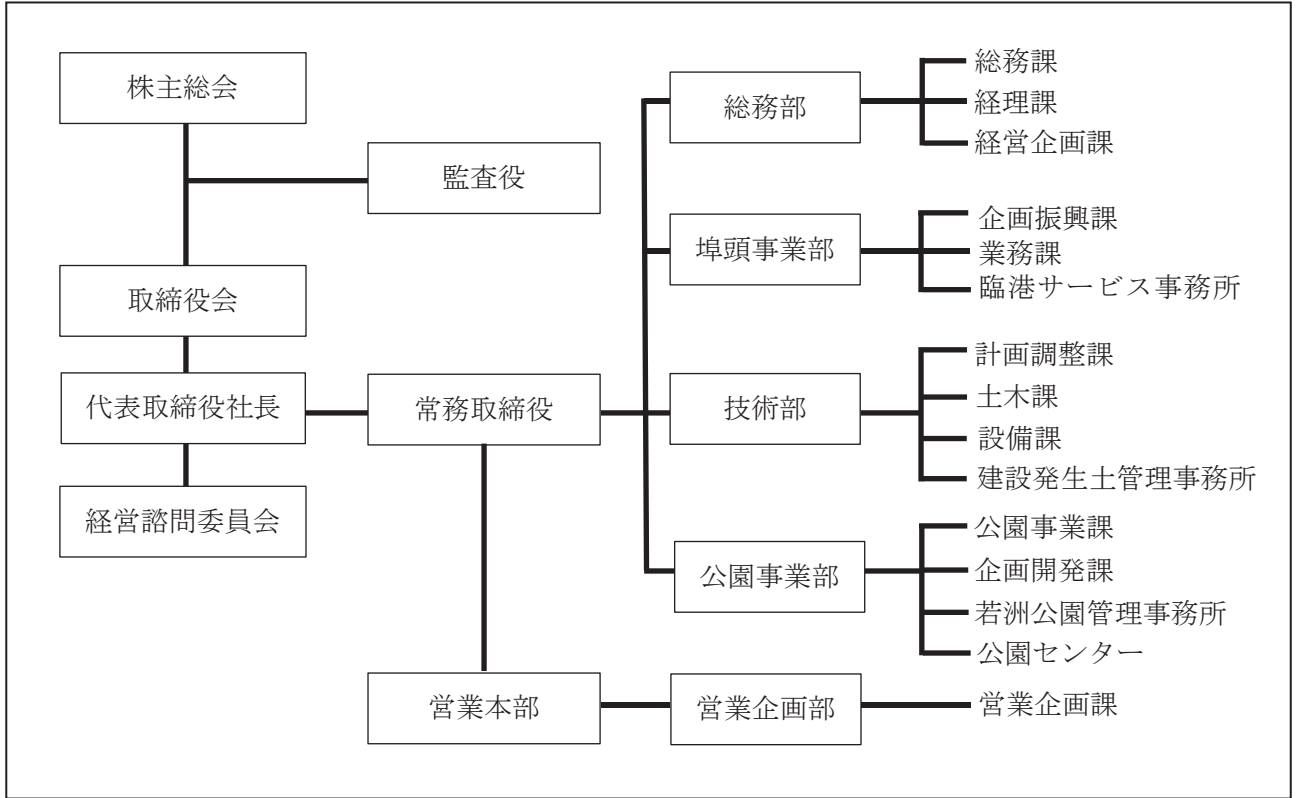 株主総会
監査役
取締役会
代表取締役社長
経営諮問委員会
常務取締役
総務部
総務課
経理課
経営企画課
埠頭事業部
企画振興課
業務課
臨港サービス事務所
技術部
計画調整課
土木課
設備課
建設発生土管理事務所
公園事業部
公園事業課
企画開発課
若洲公園管理事務所
公園センター
営業本部
営業企画部
営業企画課